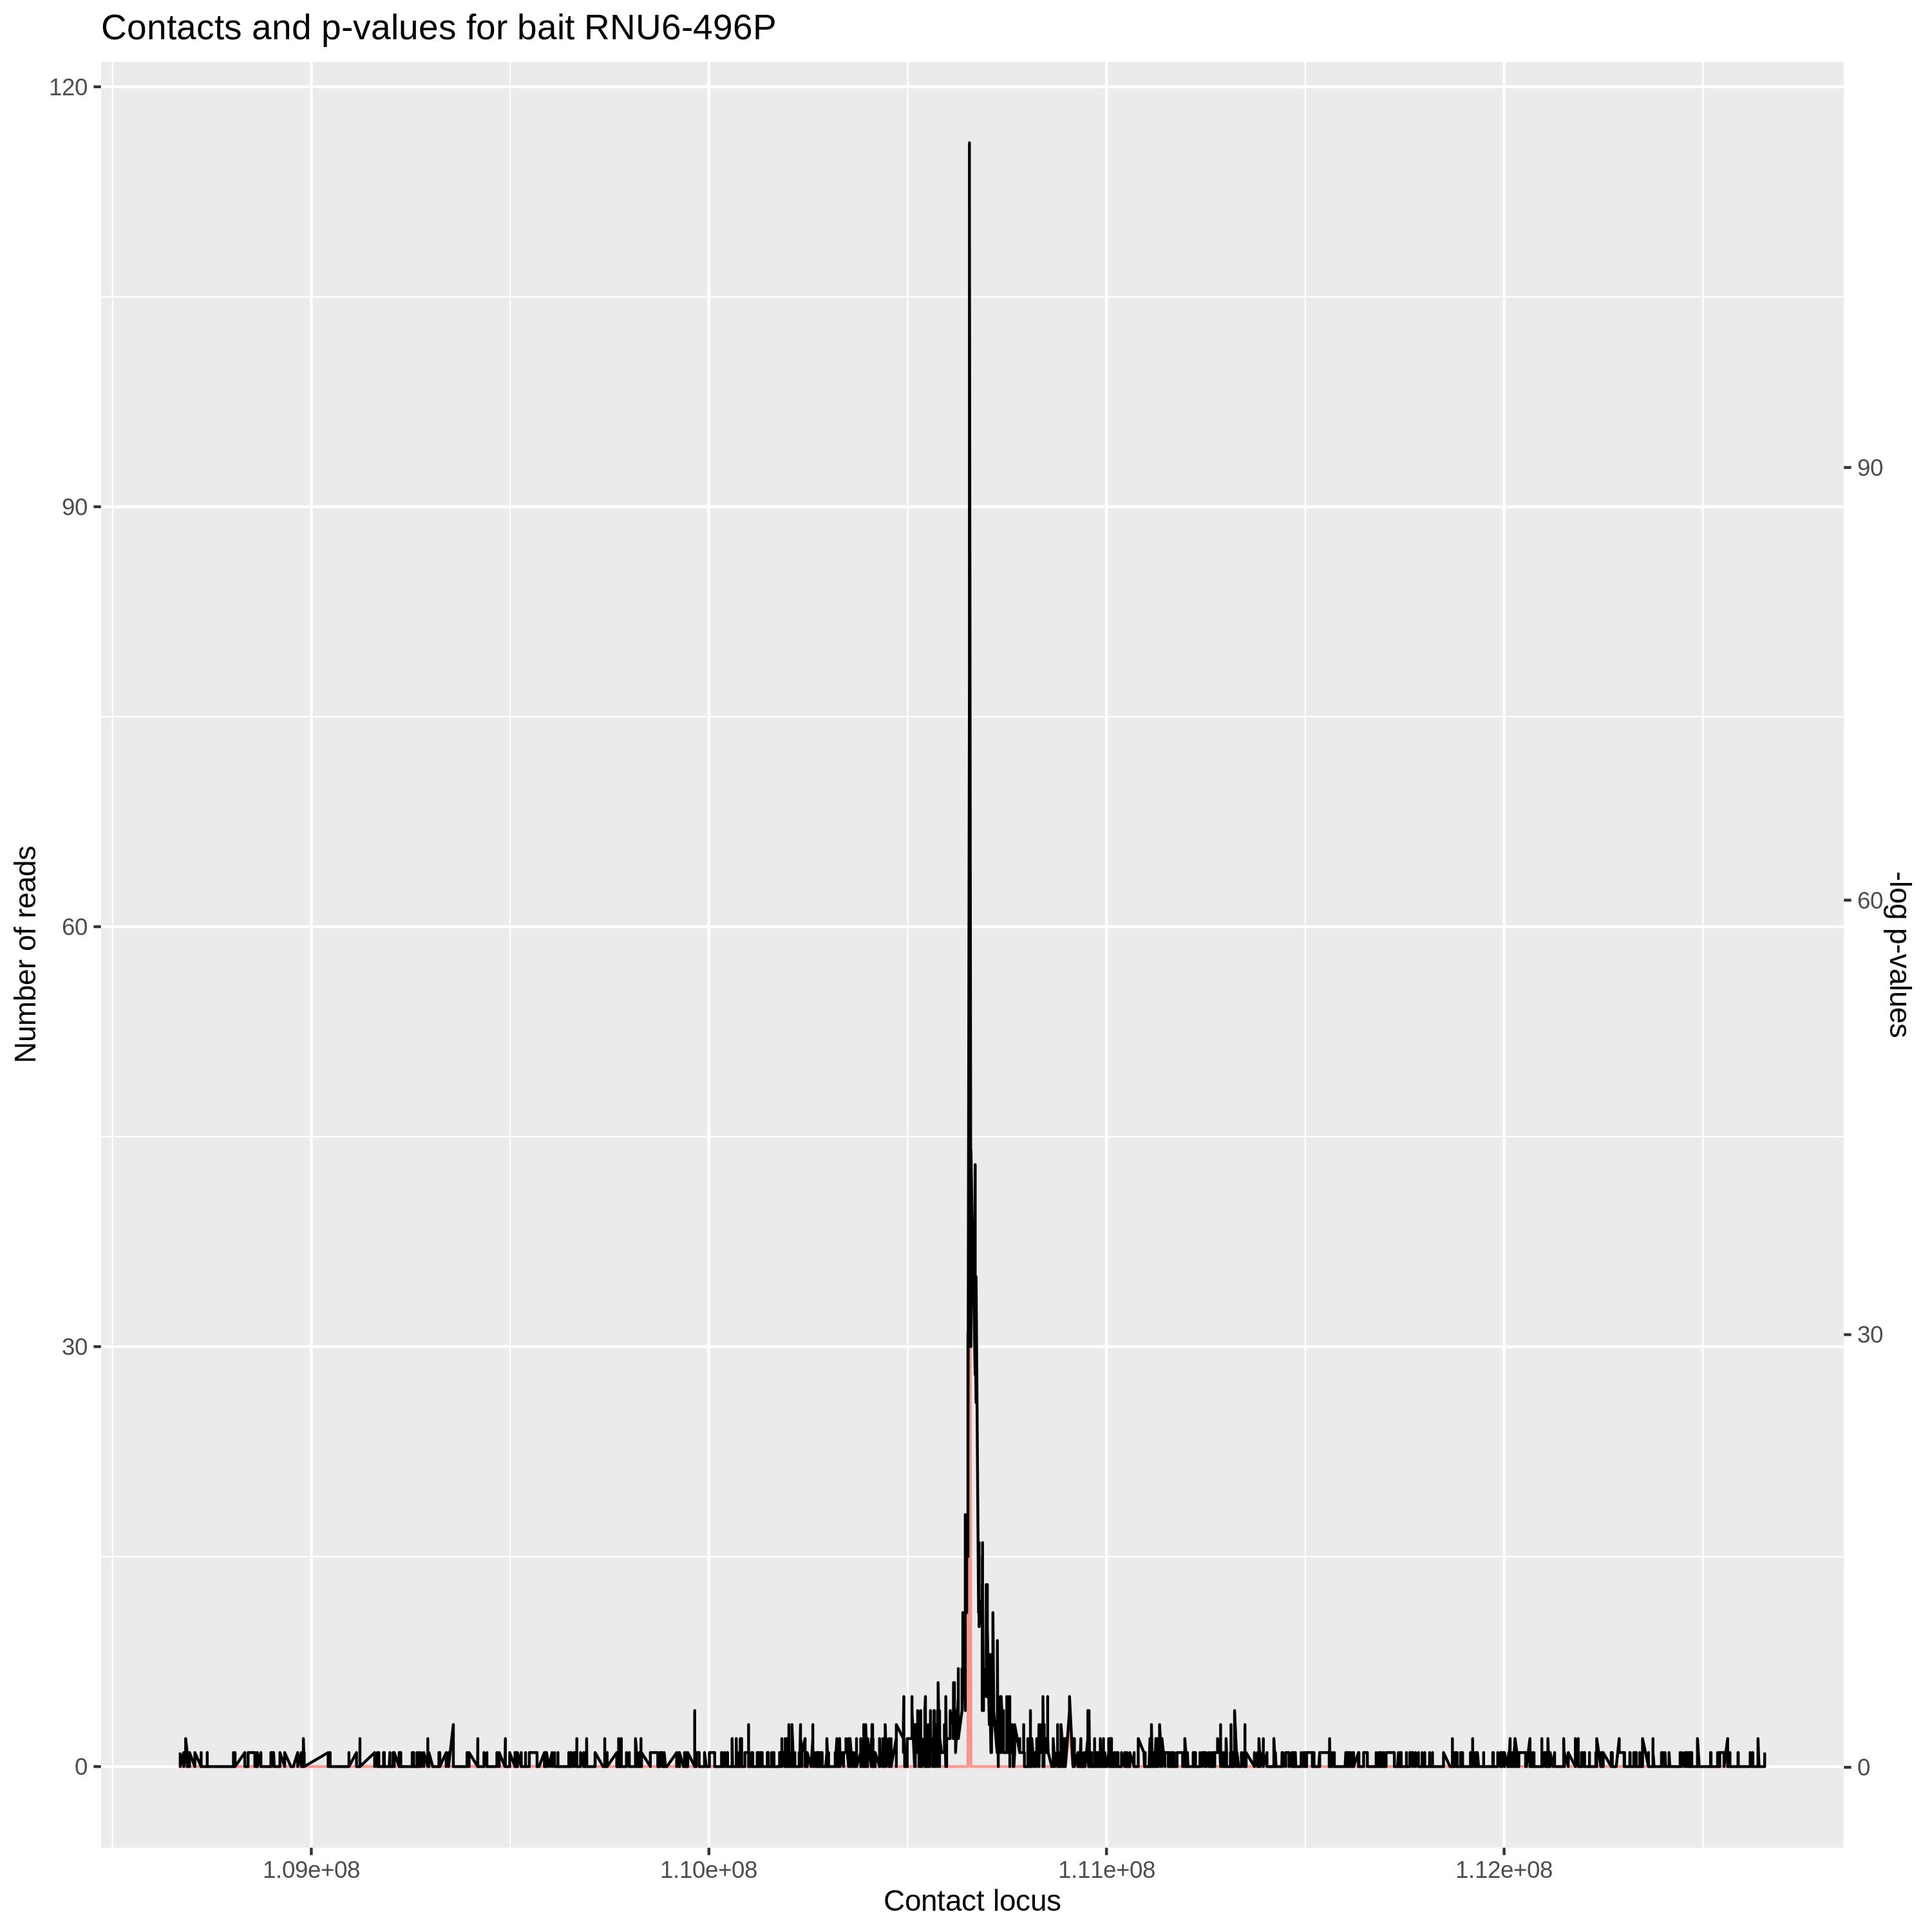 Contacts and p-values for bait RNU6-496P
120
90
60
30
0
90
60
30
0
Number of reads
-log p-values
1.09e+08 1.10e+08 1.11e+08 1.12e+08
Contact locus